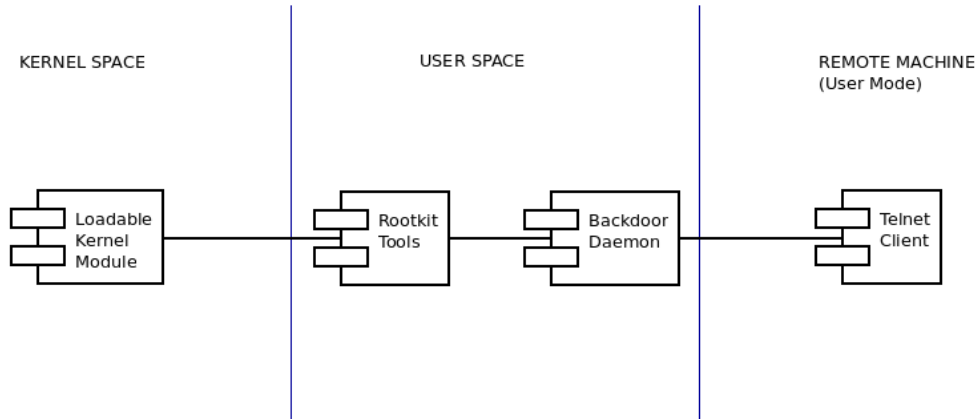 KERNEL SPACE
USER SPACE
REMOTE MACHINE
(User Mode)
Loadable
Kernel
Module
Rootkit
Tools
Backdoor
Daemon
Telnet
Client